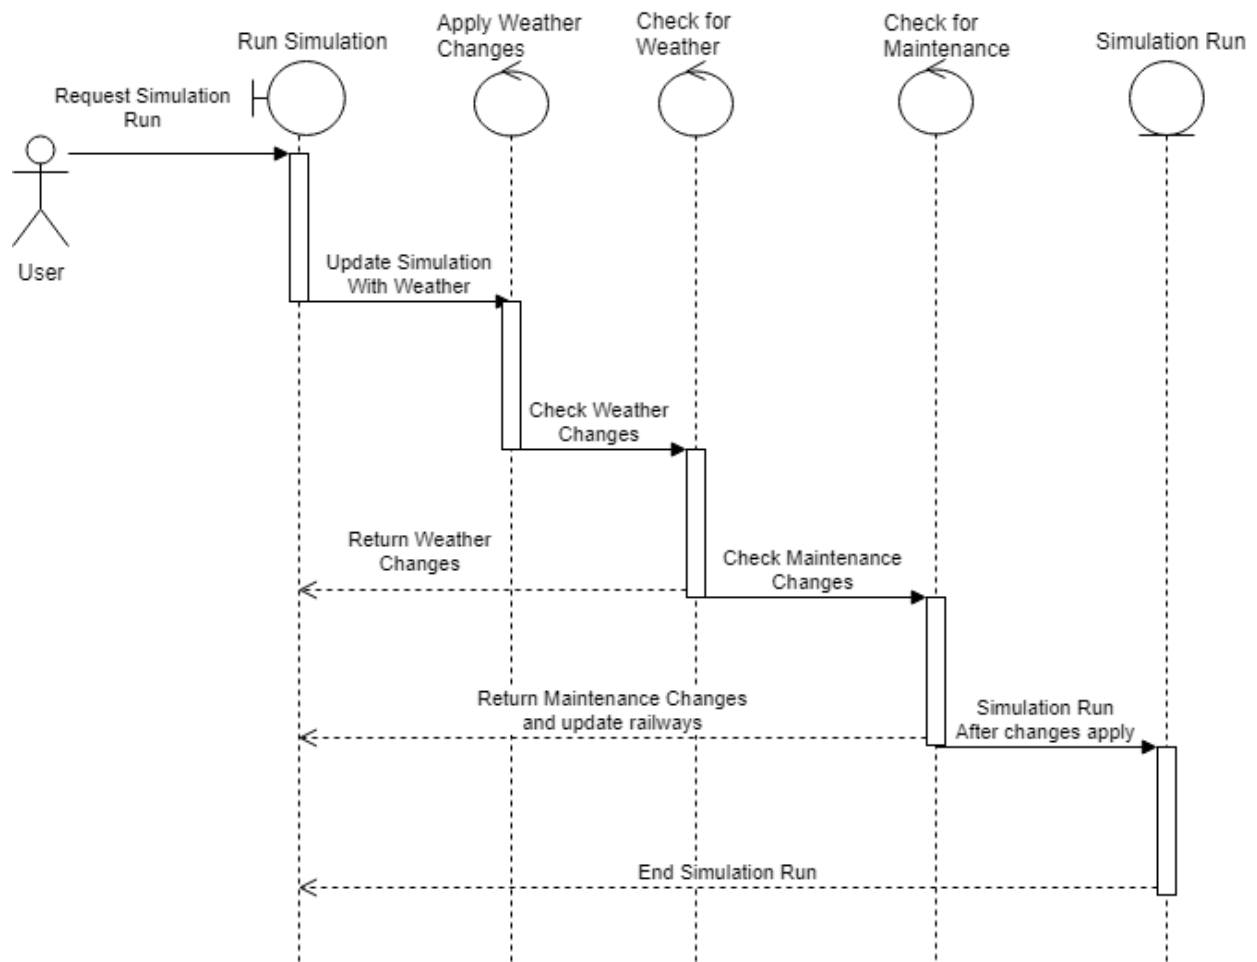 Run Simulation
Apply Weather
Changes
Check for
Weather
Check for
Maintenance
Simulation Run
Request Simulation
Run
User
Update Simulation
With Weather
Check Weather
Changes
Return Weather
Changes
Check Maintenance
Changes
Return Maintenance Changes
and update railways
Simulation Run
After changes apply
End Simulation Run